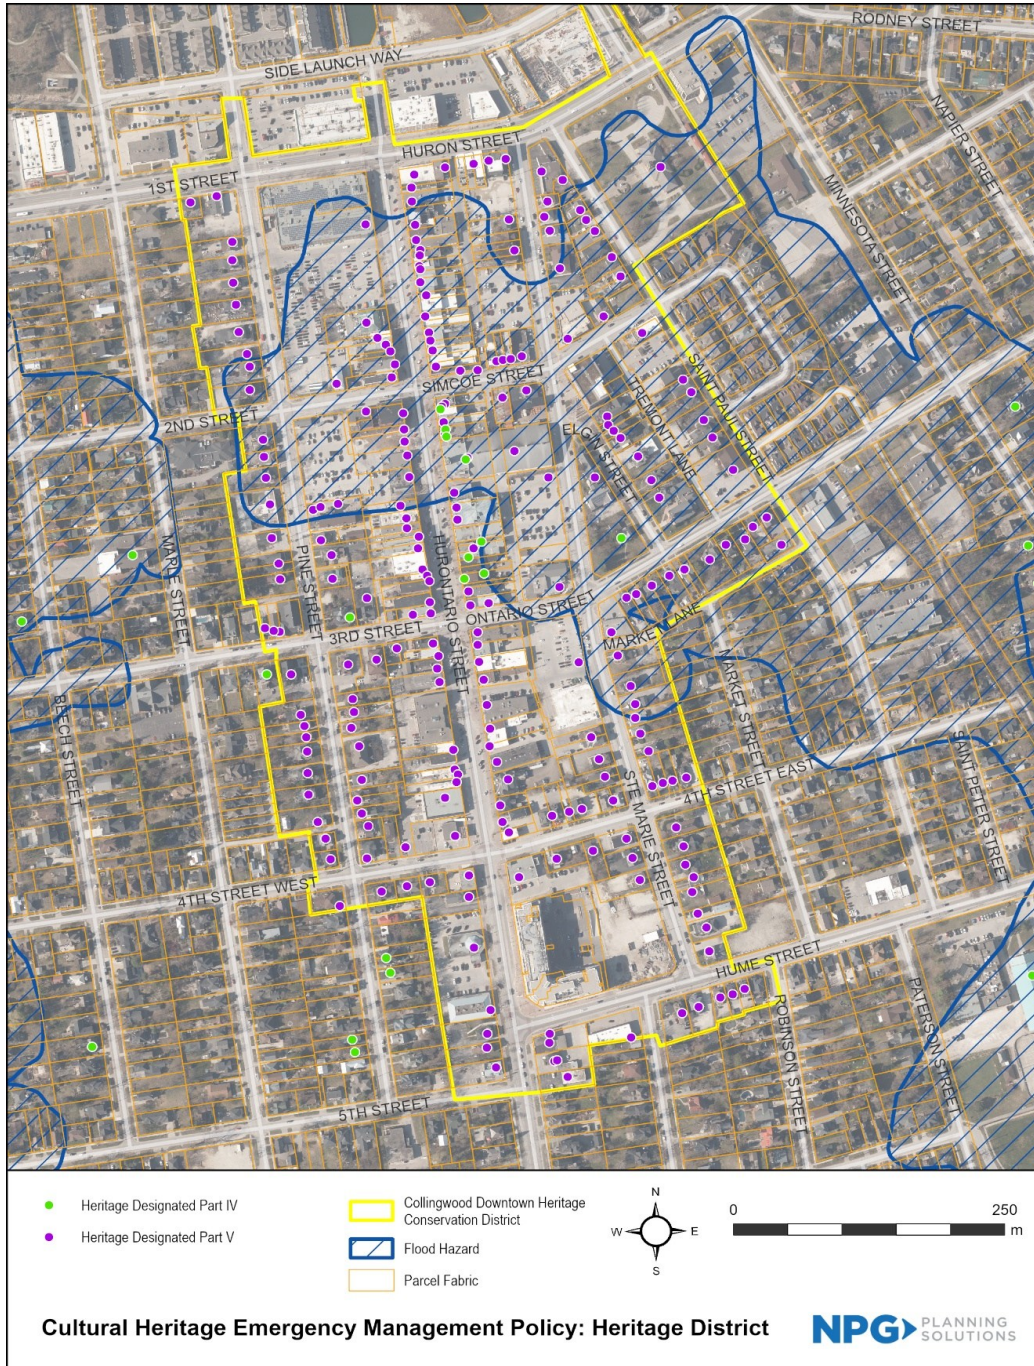 RODNEY STREET
SIDE LAUNCH WAY
NAPIER STREET
HURON STREET
1ST STREET
MINNESOTA STREET
SIMCOE STREET
SAINT PAUL STREET
TREMONT LANE
2ND STREET
ELGIN STREET
MAPLE STREET
PINE STREET
HURONTARIO STREET
ONTARIO STREET
3RD STREET
MARKET LANE
BEECH STREET
MARKET STREET
SAINT PETER STREET
STE MARIE STREET
4TH STREET EAST
4TH STREET WEST
HUME STREET
ROBINSON STREET
PATERSON STREET
5TH STREET
Heritage Designated Part IV
Heritage Designated Part V
Collingwood Downtown Heritage
Conservation District
Flood Hazard
Parcel Fabric
N
W E
S
0 250
m
Cultural Heritage Emergency Management Policy: Heritage District
NPG PLANNING
SOLUTIONS